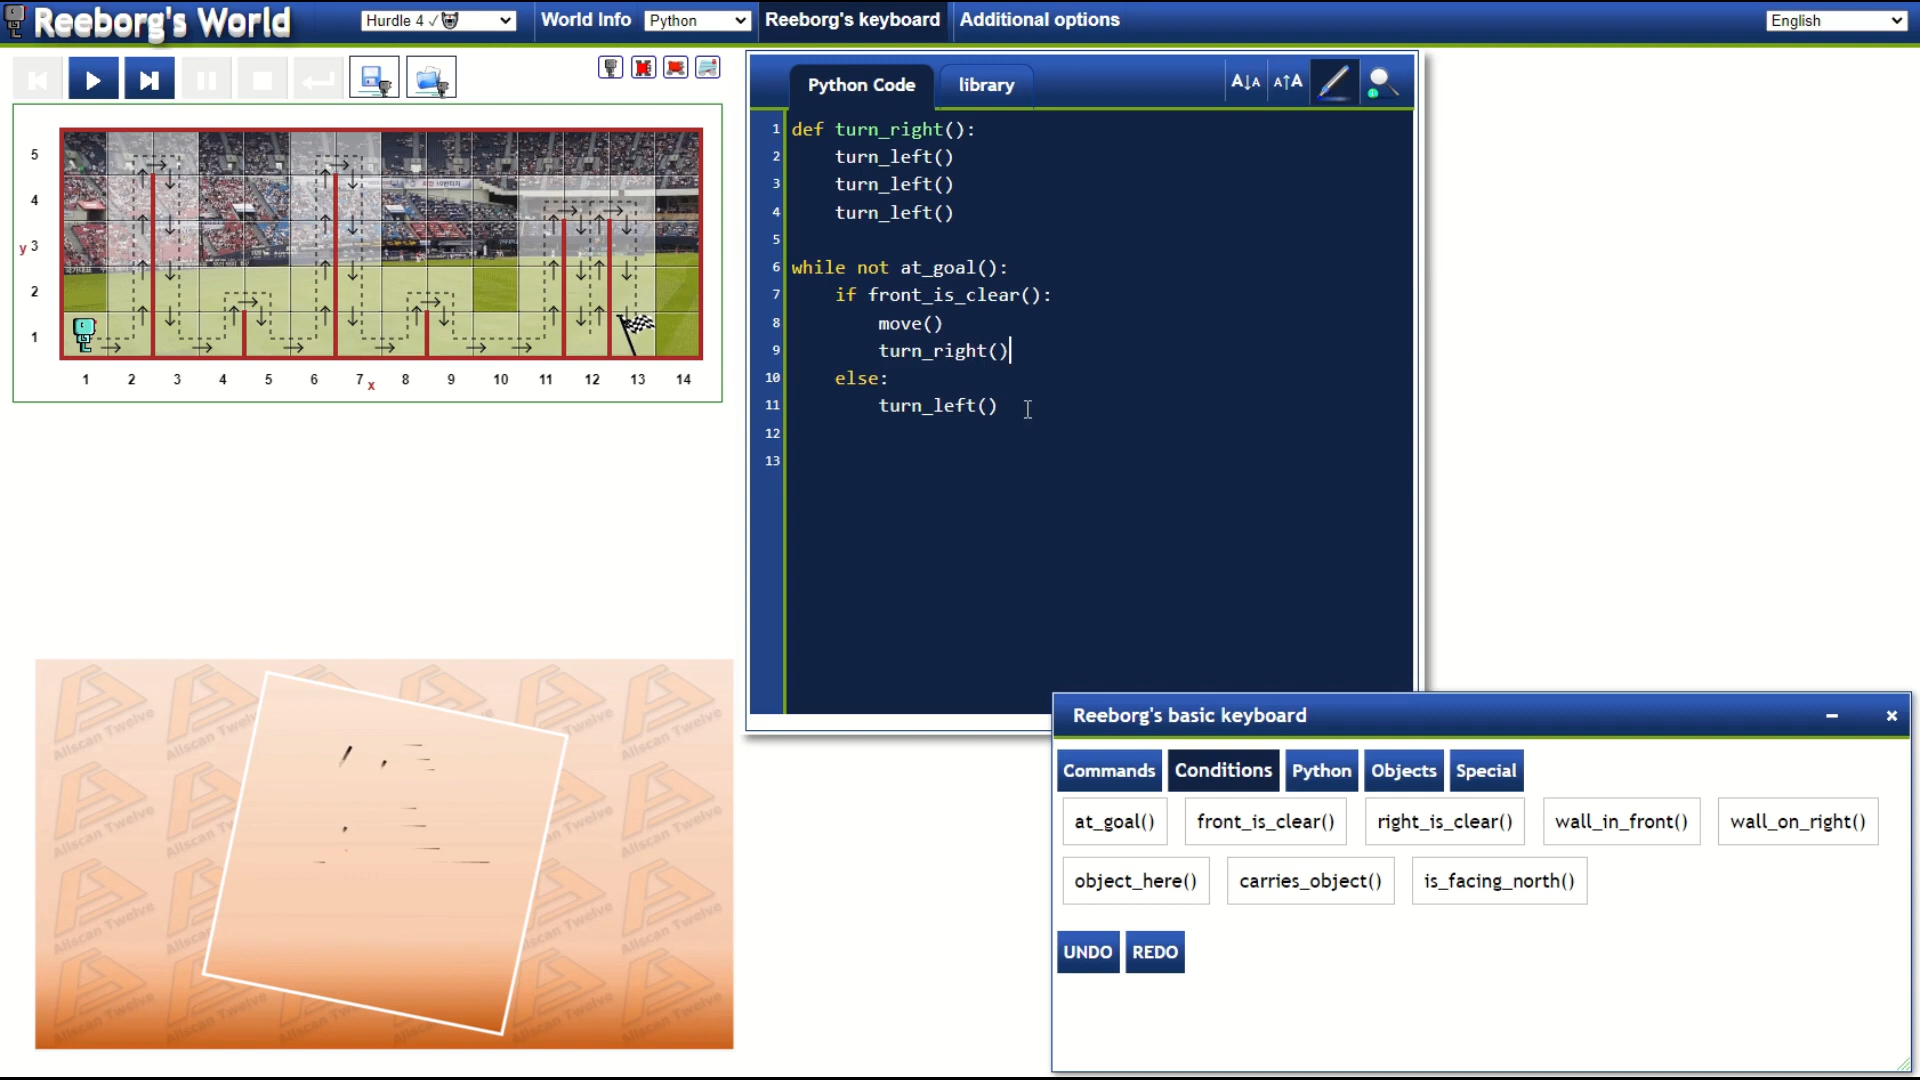 Reeborg's World
Hurdle 4 ✓
World Info
Python
Reeborg's keyboard
Additional options
English
Python Code
library
A↓A
A↑A
5
4
y 3
2
1
1 2 3 4 5 6 7 x 8 9 10 11 12 13 14
1 def turn_right():
2 turn_left()
3 turn_left()
4 turn_left()
5
6 while not at_goal():
7 if front_is_clear():
8 move()
9 turn_right()
10 else:
11 turn_left()
12
13
Reeborg's basic keyboard
Commands
Conditions
Python
Objects
Special
at_goal()
front_is_clear()
right_is_clear()
wall_in_front()
wall_on_right()
object_here()
carries_object()
is_facing_north()
UNDO
REDO
Allscan Twelve